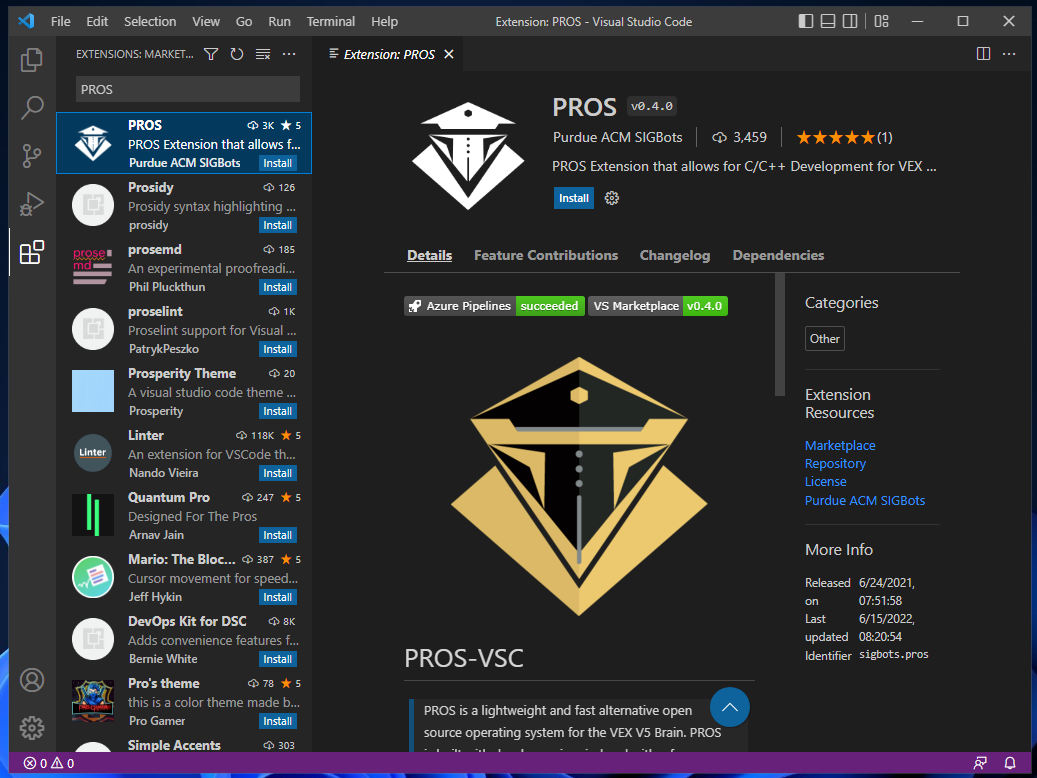 File Edit Selection View Go Run Terminal Help Extension: PROS - Visual Studio Code
EXTENSIONS: MARKET...
PROS
PROS 3K 5
PROS Extension that allows f...
Purdue ACM SIGBots Install
Prosidy 126
Prosidy syntax highlighting ...
prosidy Install
prose md
prosemd 185
An experimental proofreadi...
Phil Pluckthun Install
proselint 1K
Proselint support for Visual ...
PatrykPeszko Install
Prosperity Theme 20
A visual studio code theme ...
Prosperity Install
Linter
Linter 118K 5
An extension for VSCode th...
Nando Vieira Install
Quantum Pro 247 5
Designed For The Pros
Arnav Jain Install
Mario: The Bloc... 387 5
Cursor movement for speed...
Jeff Hykin Install
DevOps Kit for DSC 8K
Adds convenience features f...
Bernie White Install
Pro's theme 78 5
this is a color theme made b...
Pro Gamer Install
Simple Accents 303
Extension: PROS
PROS v0.4.0
Purdue ACM SIGBots 3,459 (1)
PROS Extension that allows for C/C++ Development for VEX ...
Install
Details Feature Contributions Changelog Dependencies
Azure Pipelines succeeded VS Marketplace v0.4.0
PROS-VSC
PROS is a lightweight and fast alternative open
source operating system for the VEX V5 Brain. PROS
Categories
Other
Extension
Resources
Marketplace
Repository
License
Purdue ACM SIGBots
More Info
Released 6/24/2021,
on 07:51:58
Last 6/15/2022,
updated 08:20:54
Identifier sigbots.pros
0 0